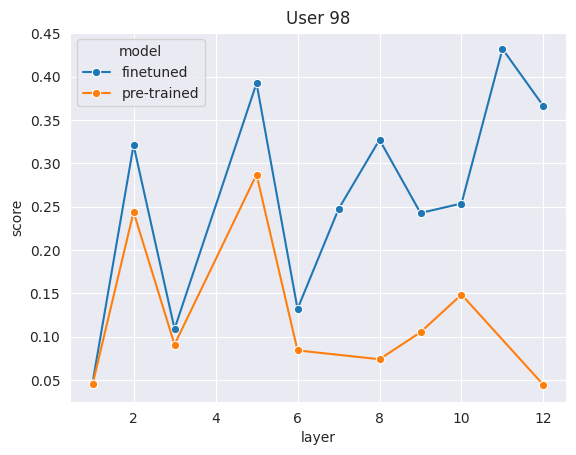 User 98
0.45
model
finetuned
pre-trained
0.40
0.35
0.30
0.25
0.20
0.15
0.10
0.05
score
2 4 6 8 10 12
layer